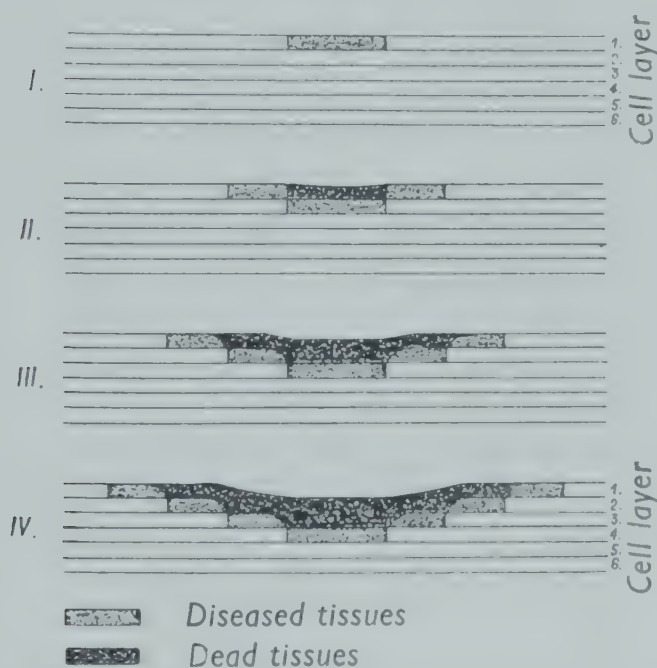 I.
1.
2.
3
4.
5.
6.
Cell layer
II.
III.
IV.
1.
2.
3.
4.
5.
6.
Cell layer
Diseased tissues
Dead tissues